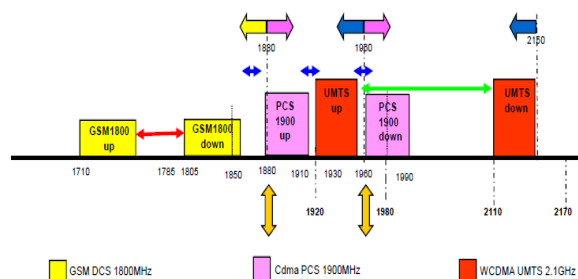 1880 1960 2150
PCS
1900
up
UMTS
up
PCS
1900
down
UMTS
down
GSM1800
up
GSM1800
down
1710 1785 1805 1850 1880 1910 1930 1960 1990
1920 1980 2110 2170
GSM DCS 1800MHz
Cdma PCS 1900MHz
WCDMA UMTS 2.1GHz